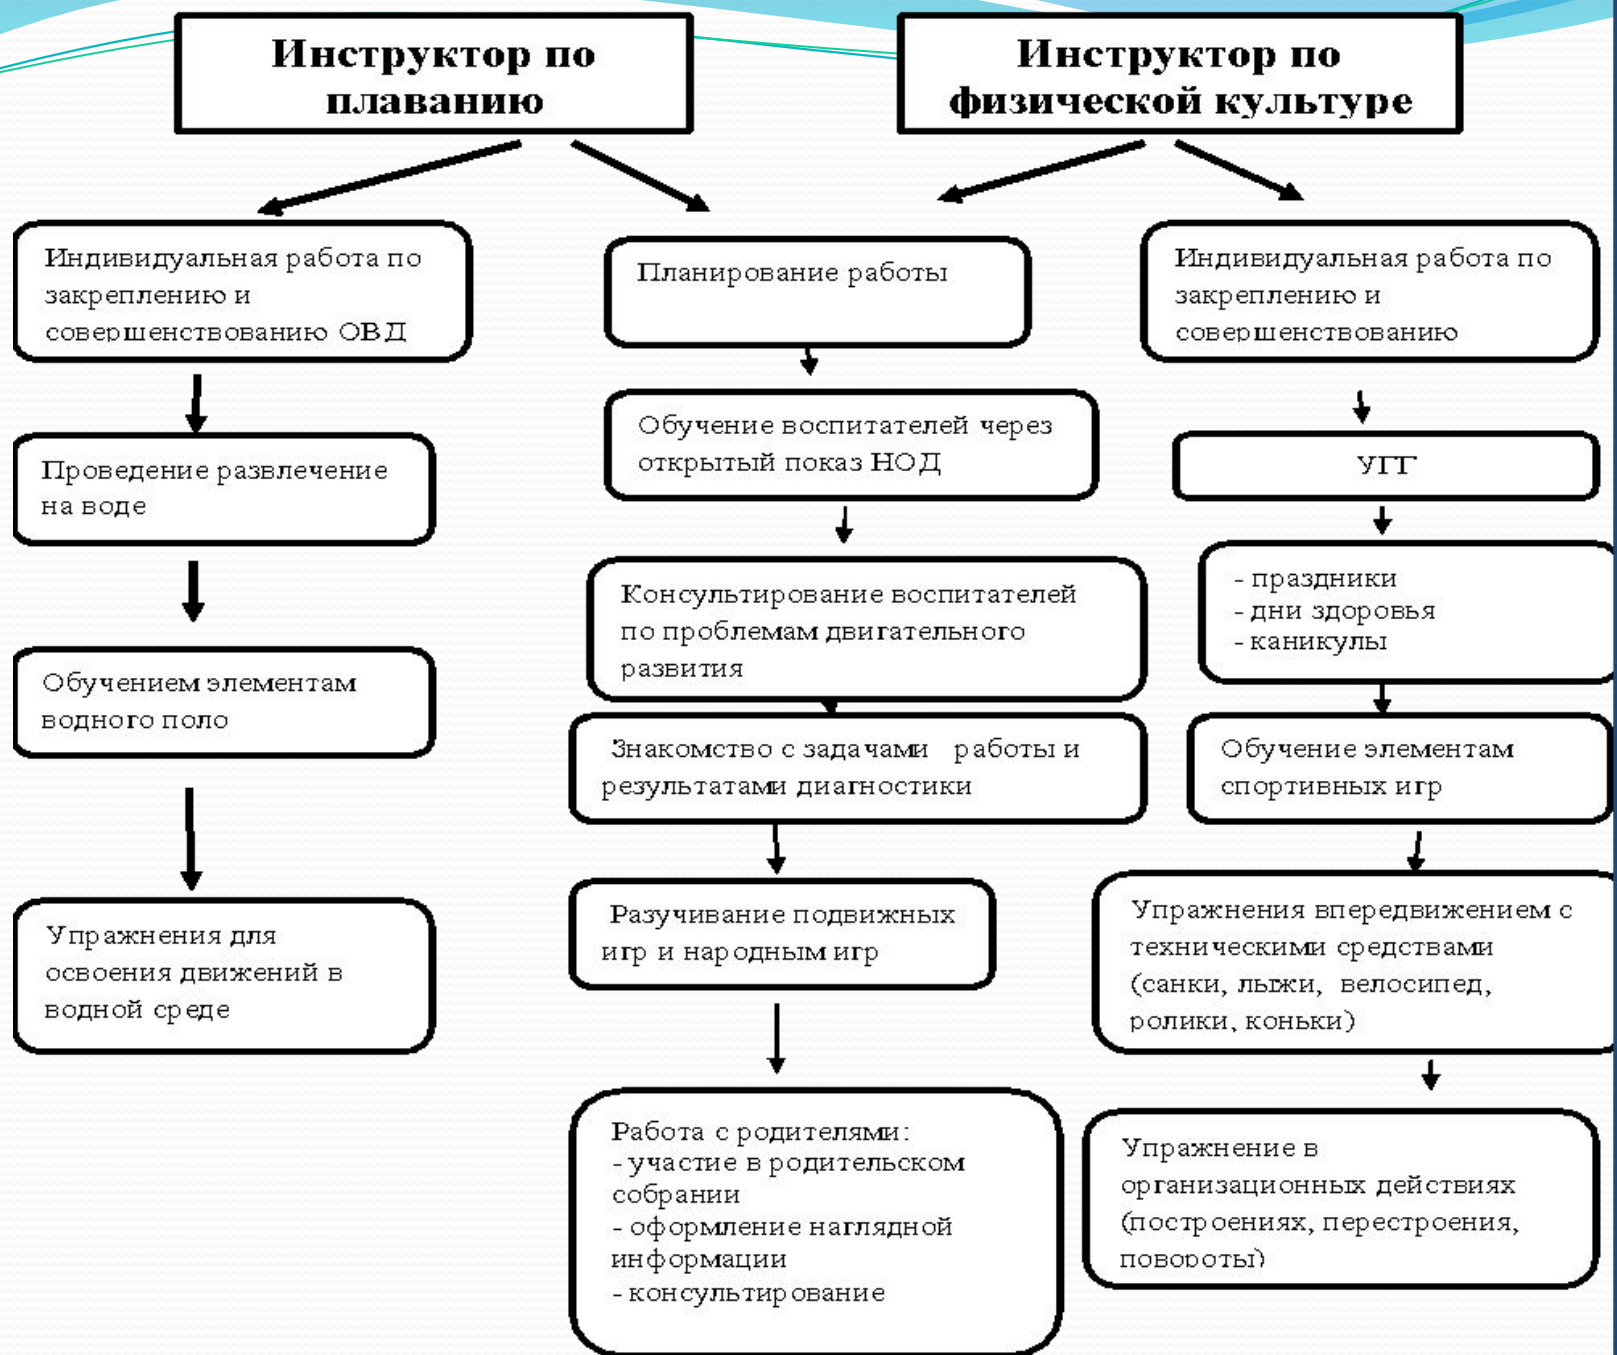 Инструктор по
плаванию
Инструктор по
физической культуре
Индивидуальная работа по
закреплению и
совершенствованию ОВД
Проведение развлечение
на воде
Обучением элементам
водного поло
Упражнения для
освоения движений в
водной среде
Планирование работы
Обучение воспитателей через
открытый показ НОД
Консультирование воспитателей
по проблемам двигательного
развития
Знакомство с задачами работы и
результатами диагностики
Разучивание подвижных
игр и народным игр
Работа с родителями:
- участие в родительском
собрании
- оформление наглядной
информации
- консультирование
Индивидуальная работа по
закреплению и
совершенствованию
УГГ
- праздники
- дни здоровья
- каникулы
Обучение элементам
спортивных игр
Упражнения впередвижением с
техническими средствами
(санки, лыжи, велосипед,
ролики, коньки)
Упражнение в
организационных действиях
(построениях, перестроения,
повороты)